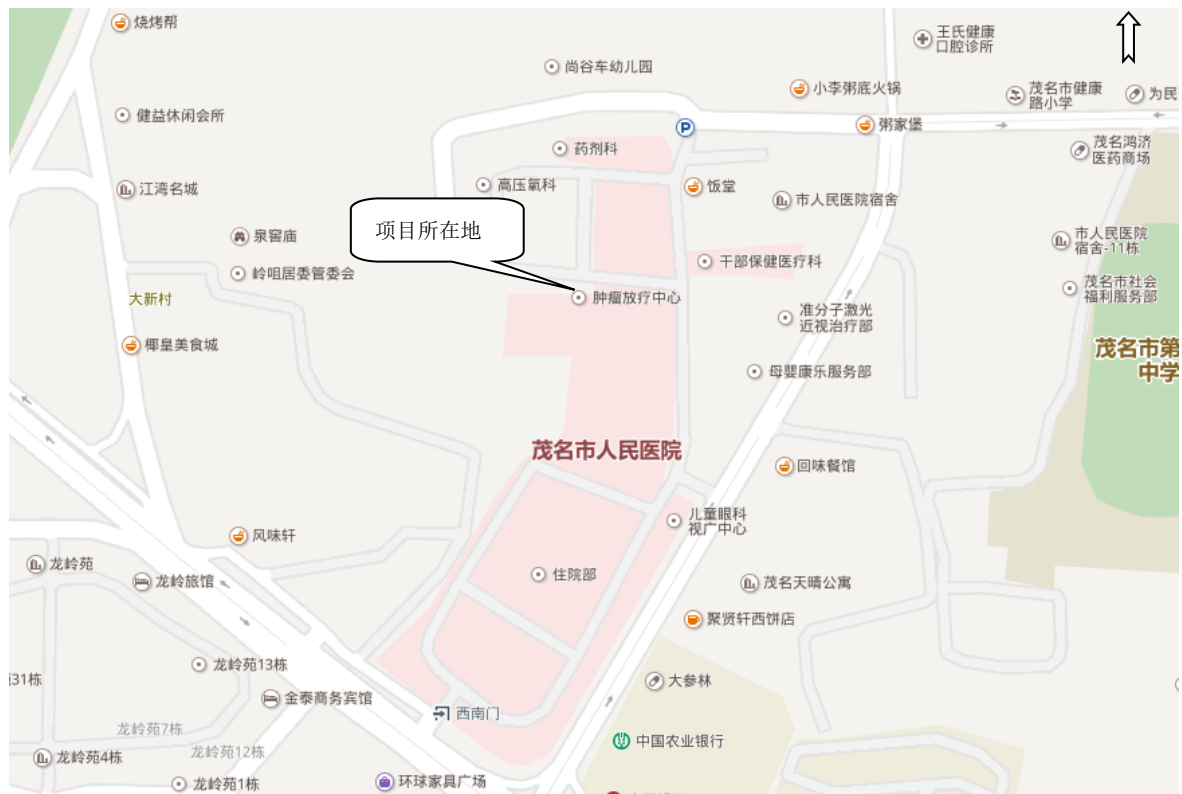 烧烤帮
王氏健康
口腔诊所
尚谷车幼儿园
小李粥底火锅
茂名市健康
路小学
为民
健益休闲会所
P
粥家堡
药剂科
茂名鸿济
医药商场
高压氧科
饭堂
江湾名城
市人民医院宿舍
项目所在地
泉窖庙
市人民医院
宿舍-11栋
岭咀居委管委会
干部保健医疗科
大新村
肿瘤放疗中心
茂名市社会
福利服务部
准分子激光
近视治疗部
椰皇美食城
茂名市第
中学
母婴康乐服务部
茂名市人民医院
回味餐馆
儿童眼科
视广中心
风味轩
龙岭苑
龙岭旅馆
住院部
茂名天晴公寓
聚贤轩西饼店
龙岭苑13栋
31栋
大参林
金泰商务宾馆
西南门
龙岭苑7栋
中国农业银行
龙岭苑12栋
龙岭苑4栋
龙岭苑1栋
环球家具广场